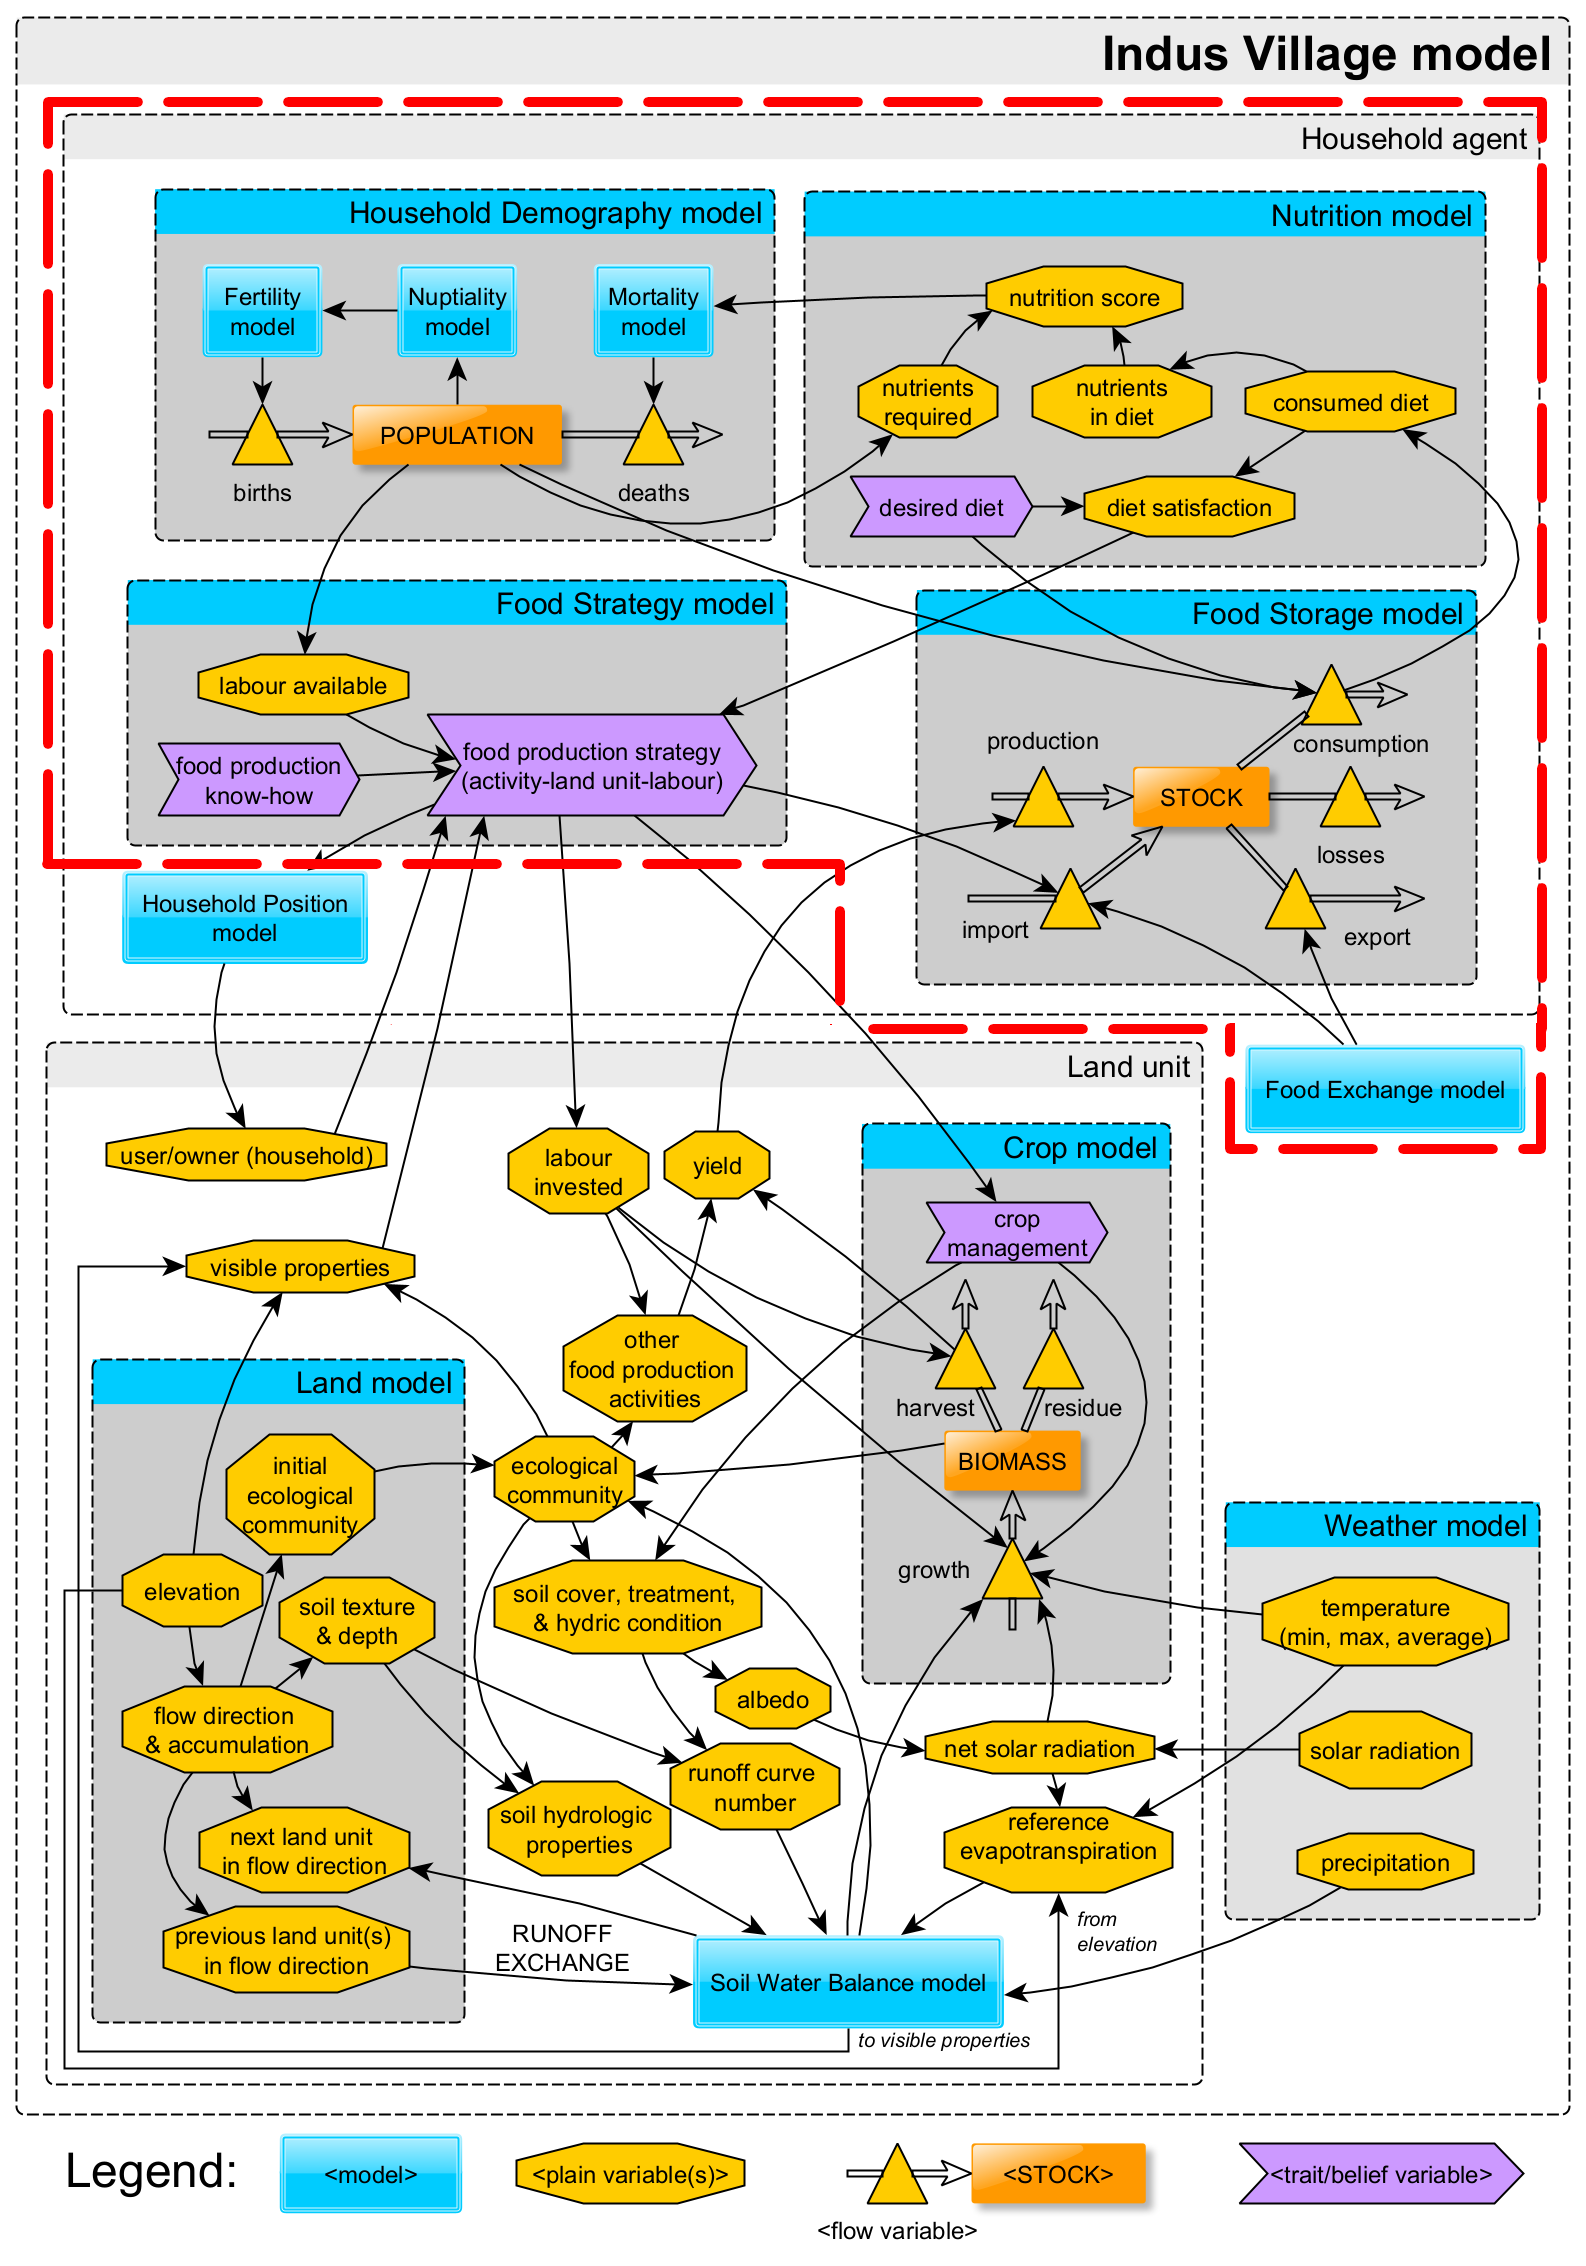 Indus Village model
Household agent
Household Demography model
Fertility
model
Nuptiality
model
Mortality
model
births
POPULATION
deaths
Nutrition model
nutrition score
nutrients
required
nutrients
in diet
consumed diet
desired diet
diet satisfaction
Food Strategy model
labour available
food production
know-how
food production strategy
(activity-land unit-labour)
Food Storage model
production
consumption
STOCK
losses
import
export
Household Position
model
Food Exchange model
Land unit
user/owner (household)
labour
invested
yield
visible properties
other
food production
activities
Crop model
crop
management
harvest
residue
BIOMASS
growth
Land model
initial
ecological
community
elevation
soil texture
& depth
flow direction
& accumulation
next land unit
in flow direction
previous land unit(s)
in flow direction
ecological
community
soil cover, treatment,
& hydric condition
albedo
runoff curve
number
soil hydrologic
properties
net solar radiation
reference
evapotranspiration
from
elevation
RUNOFF
EXCHANGE
Soil Water Balance model
to visible properties
Weather model
temperature
(min, max, average)
solar radiation
precipitation
Legend:
<model>
<plain variable(s)>
<flow variable>
<STOCK>
<trait/belief variable>